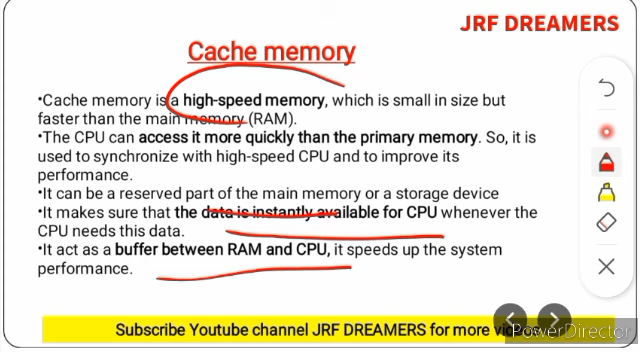 JRF DREAMERS
Cache memory
•Cache memory is a high-speed memory, which is small in size but
faster than the main memory (RAM).
•The CPU can access it more quickly than the primary memory. So, it is
used to synchronize with high-speed CPU and to improve its
performance.
•It can be a reserved part of the main memory or a storage device
•It makes sure that the data is instantly available for CPU whenever the
CPU needs this data.
•It act as a buffer between RAM and CPU, it speeds up the system
performance.
Subscribe Youtube channel JRF DREAMERS for more
PowerDirector